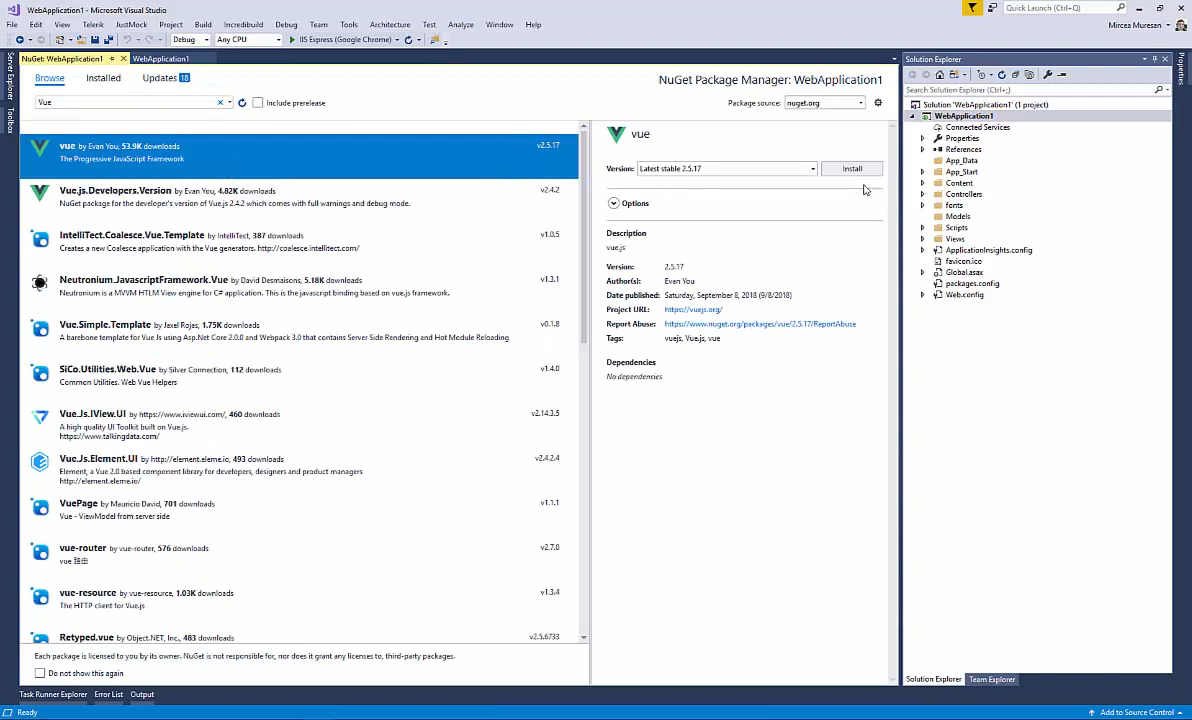 WebApplication1 - Microsoft Visual Studio
Quick Launch (Ctrl+Q)
File Edit View Telerik JustMock Project Build Incredibuild Debug Team Tools Architecture Test Analyze Window Help
Mircea Muresan
Debug Any CPU IIS Express (Google Chrome)
Server Explorer
Toolbox
NuGet: WebApplication1
WebApplication1
Browse Installed Updates 18
NuGet Package Manager: WebApplication1
Vue
Include prerelease
Package source: nuget.org
vue by Evan You, 53.9K downloads v2.5.17
The Progressive JavaScript Framework
Vue.js.Developers.Version by Evan You, 4.82K downloads v2.4.2
NuGet package for the developer's version of Vue.js 2.4.2 which comes with full warnings and debug mode.
IntelliTect.Coalesce.Vue.Template by IntelliTect, 387 downloads v1.0.5
Creates a new Coalesce application with the Vue generators. http://coalesce.intellitect.com/
Neutronium.JavascriptFramework.Vue by David Desmaisons, 5.18K downloads v1.3.1
Neutronium is a MVVM HTLM View engine for C# application. This is the javascript binding based on vue.js framework.
Vue.Simple.Template by Jaxel Rojas, 1.75K downloads v0.1.8
A barebone template for Vue Js using Asp.Net Core 2.0.0 and Webpack 3.0 that contains Server Side Rendering and Hot Module Reloading.
SiCo.Utilities.Web.Vue by Silver Connection, 112 downloads v1.4.0
Common Utilities. Web Vue Helpers
Vue.Js.IView.UI by https://www.iviewui.com/, 460 downloads v2.14.3.5
A high quality UI Toolkit built on Vue.js.
https://www.talkingdata.com/
Vue.Js.Element.UI by http://element.eleme.io, 493 downloads v2.4.2.4
Element, a Vue 2.0 based component library for developers, designers and product managers
http://element.eleme.io/
VuePage by Mauricio David, 701 downloads v1.1.1
Vue - ViewModel from server side
vue-router by vue-router, 576 downloads v2.7.0
vue 路由
vue-resource by vue-resource, 1.03K downloads v1.3.4
The HTTP client for Vue.js
Retyped.vue by Object.NET, Inc., 483 downloads v2.5.6733
Each package is licensed to you by its owner. NuGet is not responsible for, nor does it grant any licenses to, third-party packages.
Do not show this again
vue
Version: Latest stable 2.5.17 Install
Options
Description
vue.js
Version: 2.5.17
Author(s): Evan You
Date published: Saturday, September 8, 2018 (9/8/2018)
Project URL: https://vuejs.org/
Report Abuse: https://www.nuget.org/packages/vue/2.5.17/ReportAbuse
Tags: vuejs, Vue.js, vue
Dependencies
No dependencies
Solution Explorer
Search Solution Explorer (Ctrl+;)
Solution 'WebApplication1' (1 project)
WebApplication1
Connected Services
Properties
References
App_Data
App_Start
Content
Controllers
fonts
Models
Scripts
Views
ApplicationInsights.config
favicon.ico
Global.asax
packages.config
Web.config
Solution Explorer Team Explorer
Properties
Task Runner Explorer Error List Output
Ready
Add to Source Control